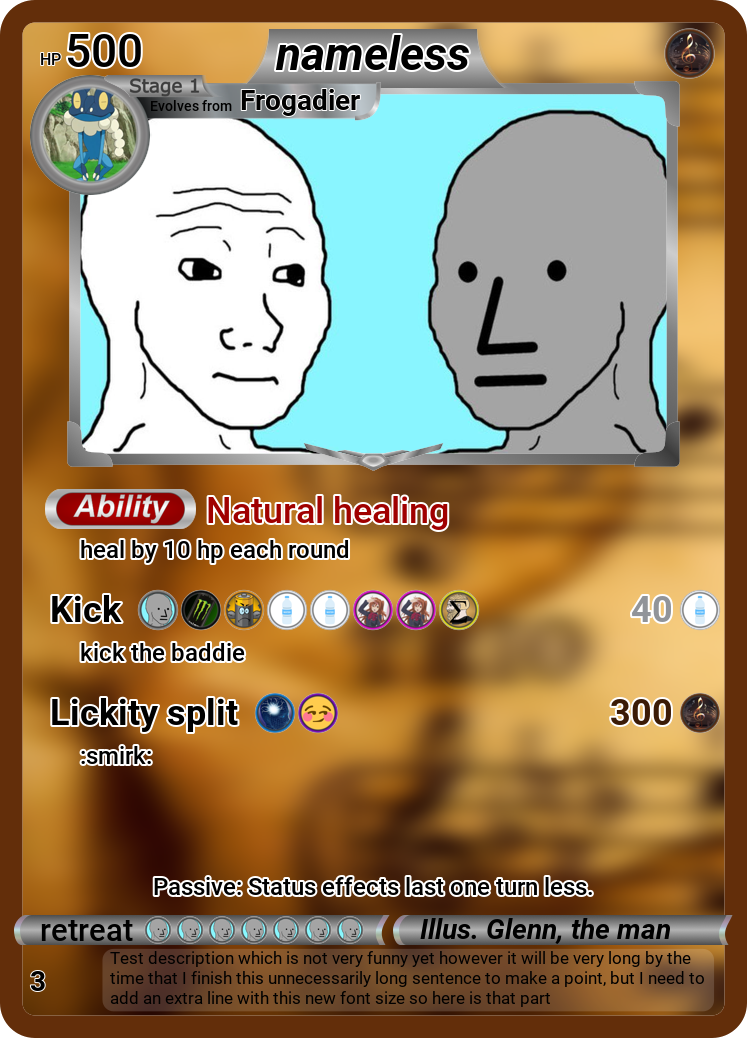 HP 500
nameless
Stage 1
Evolves from Frogadier
Ability Natural healing
heal by 10 hp each round
Kick 40
kick the baddie
Lickity split 300
:smirk:
Passive: Status effects last one turn less.
retreat
Illus. Glenn, the man
3
Test description which is not very funny yet however it will be very long by the
time that I finish this unnecessarily long sentence to make a point, but I need to
add an extra line with this new font size so here is that part